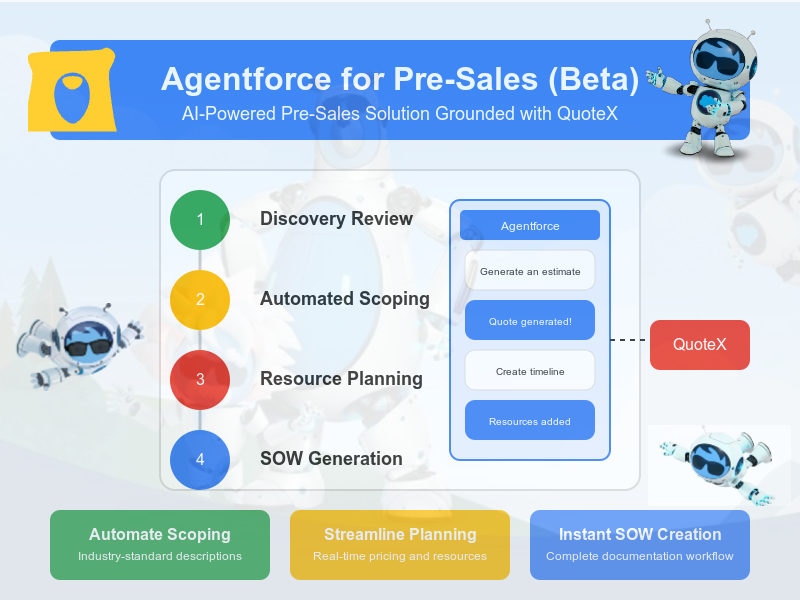 Agentforce for Pre-Sales (Beta)
AI-Powered Pre-Sales Solution Grounded with QuoteX
1
Discovery Review
2
Automated Scoping
3
Resource Planning
4
SOW Generation
Agentforce
Generate an estimate
Quote generated!
Create timeline
Resources added
QuoteX
Automate Scoping
Industry-standard descriptions
Streamline Planning
Real-time pricing and resources
Instant SOW Creation
Complete documentation workflow